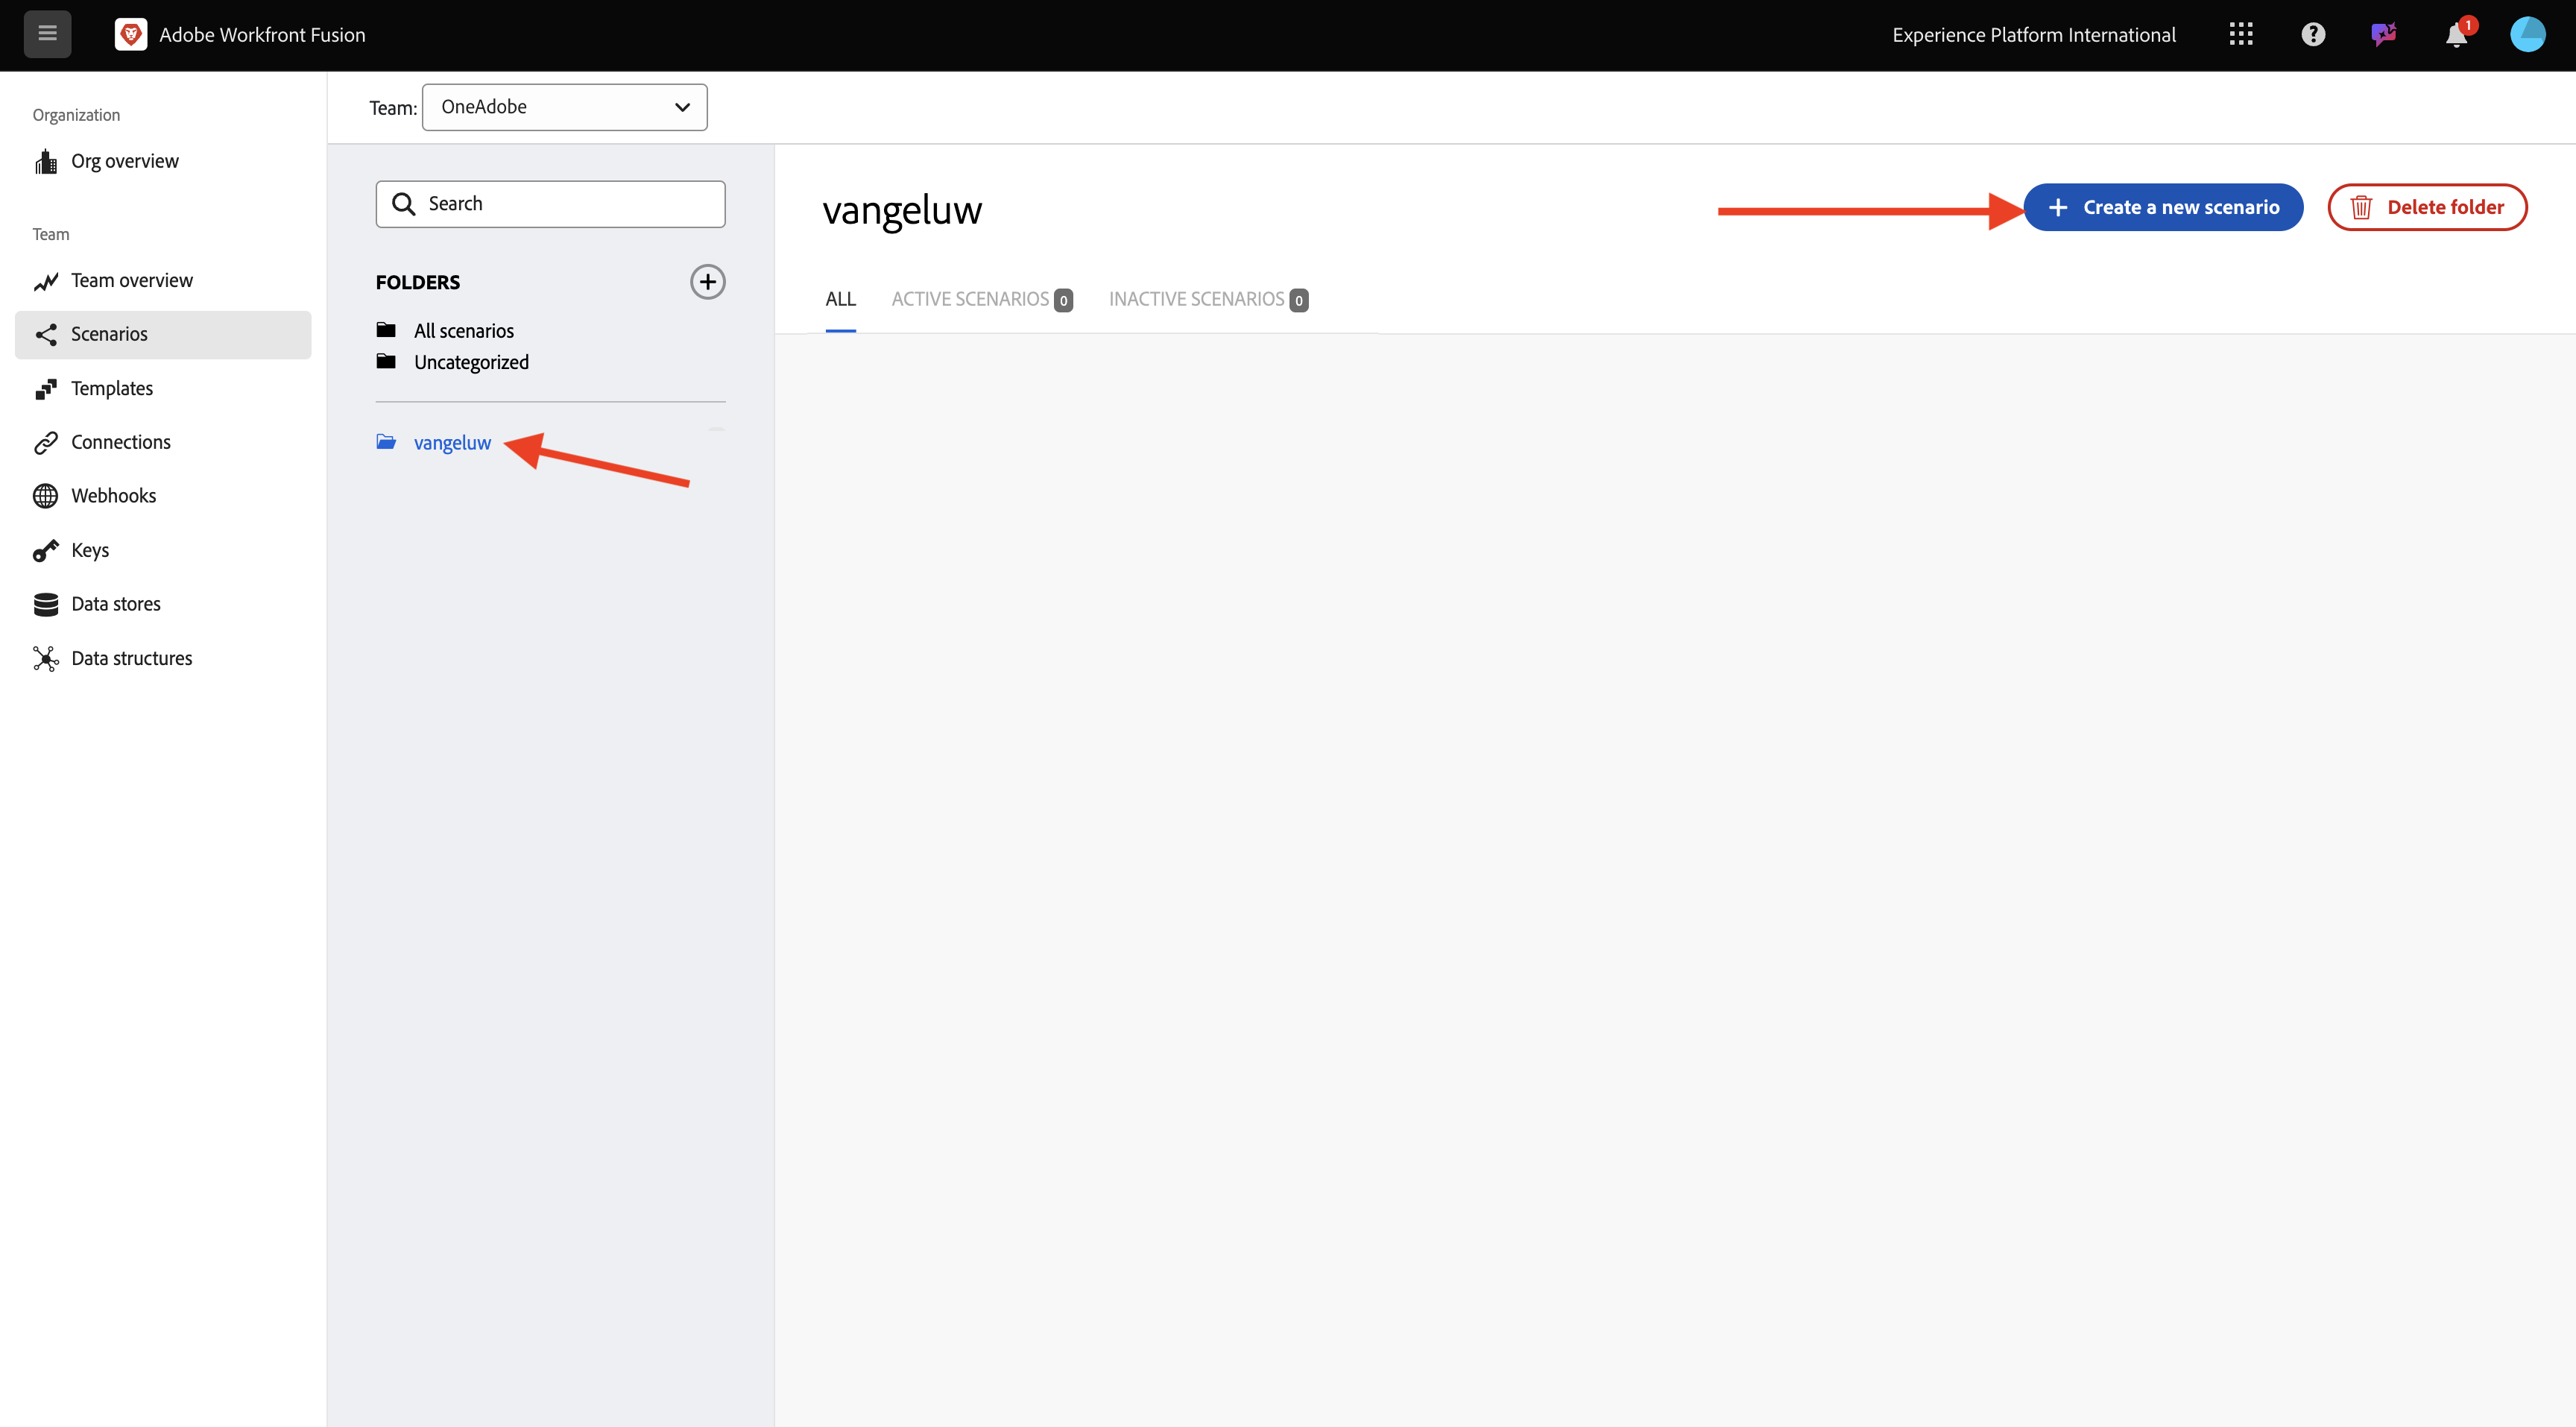 Adobe Workfront Fusion
Experience Platform International
1
Organization
Org overview
Team
Team overview
Scenarios
Templates
Connections
Webhooks
Keys
Data stores
Data structures
Team: OneAdobe
Search
FOLDERS
All scenarios
Uncategorized
vangeluw
vangeluw
Create a new scenario
Delete folder
ALL ACTIVE SCENARIOS 0 INACTIVE SCENARIOS 0